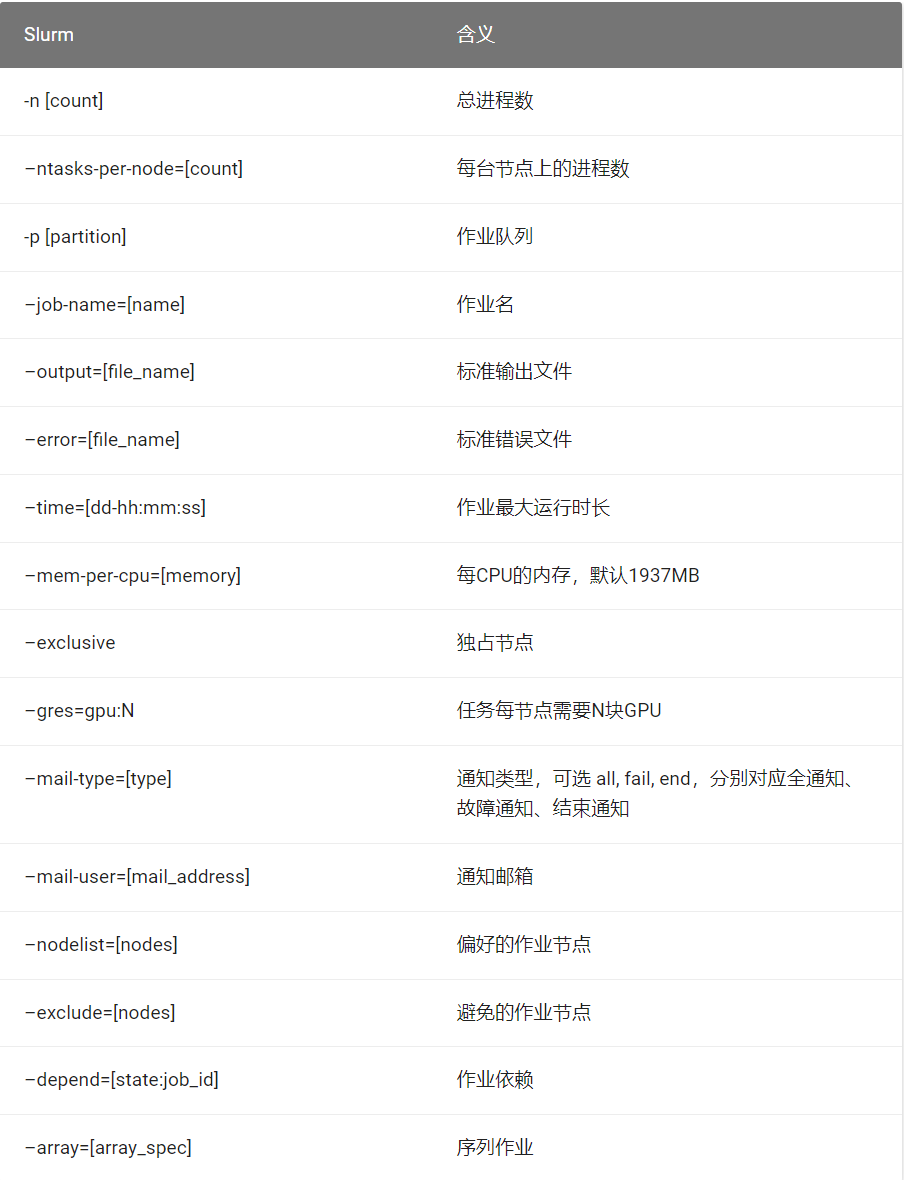 Slurm 含义
-n [count] 总进程数
–ntasks-per-node=[count] 每台节点上的进程数
-p [partition] 作业队列
–job-name=[name] 作业名
–output=[file_name] 标准输出文件
–error=[file_name] 标准错误文件
–time=[dd-hh:mm:ss] 作业最大运行时长
–mem-per-cpu=[memory] 每CPU的内存，默认1937MB
–exclusive 独占节点
–gres=gpu:N 任务每节点需要N块GPU
–mail-type=[type] 通知类型，可选 all, fail, end，分别对应全通知、
故障通知、结束通知
–mail-user=[mail_address] 通知邮箱
–nodelist=[nodes] 偏好的作业节点
–exclude=[nodes] 避免的作业节点
–depend=[state:job_id] 作业依赖
–array=[array_spec] 序列作业